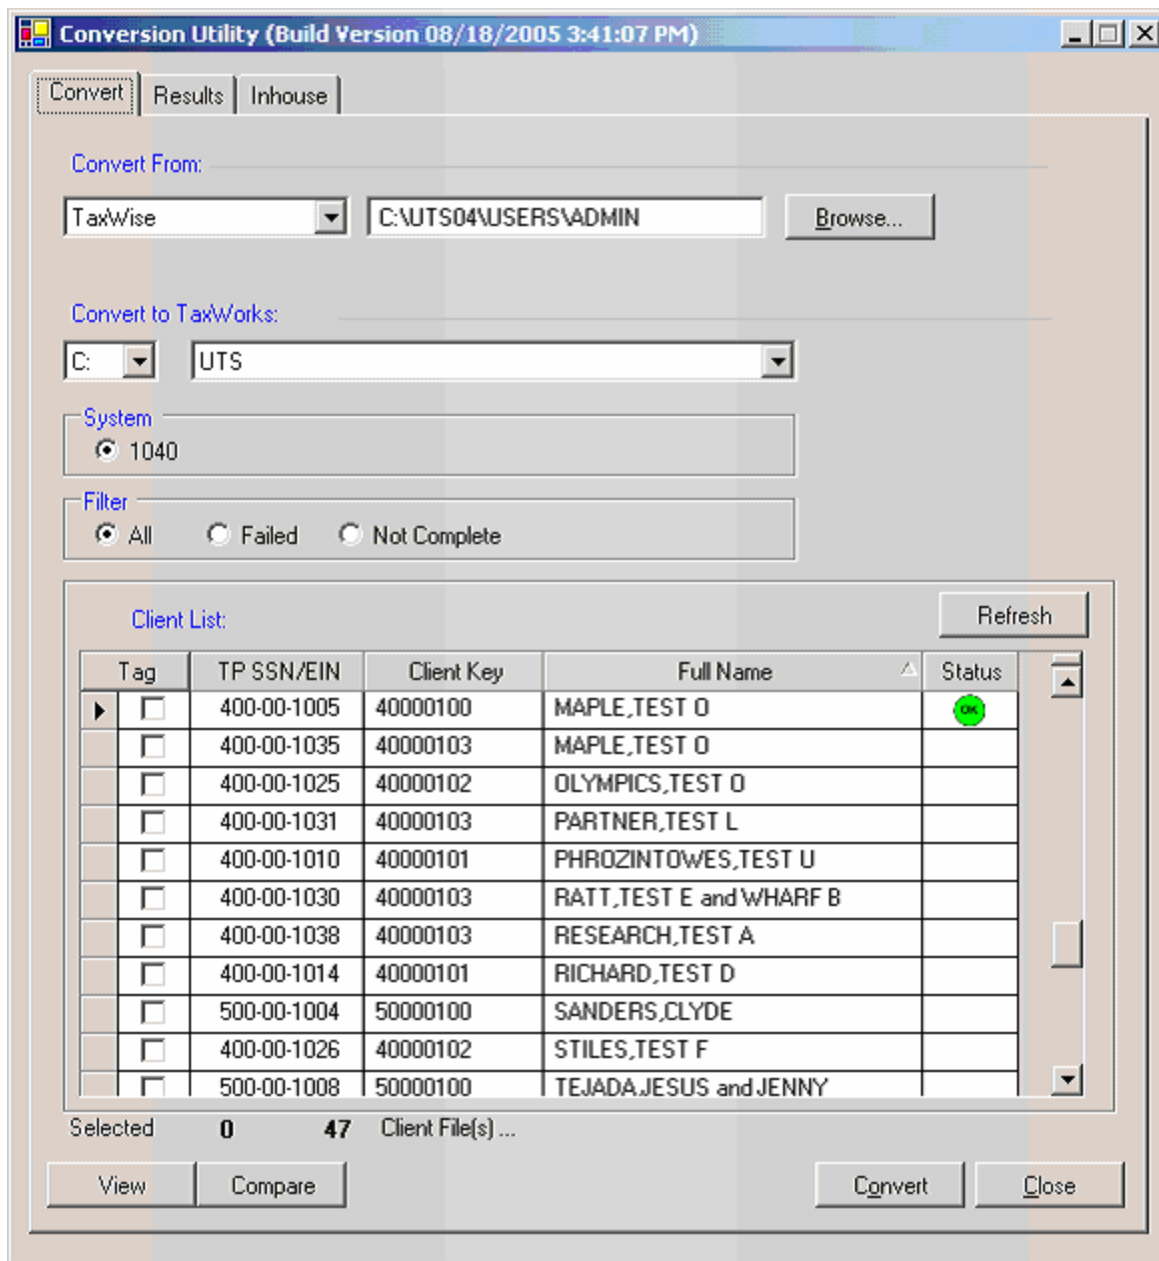 Conversion Utility (Build Version 08/18/2005 3:41:07 PM)
Convert Results Inhouse
Convert From:
TaxWise C:\UTS04\USERS\ADMIN Browse...
Convert to TaxWorks:
C: UTS
System
1040
Filter
All Failed Not Complete
Client List: Refresh
Tag TP SSN/EIN Client Key Full Name Status
400-00-1005 40000100 MAPLE,TEST O OK
400-00-1035 40000103 MAPLE,TEST O
400-00-1025 40000102 OLYMPICS,TEST O
400-00-1031 40000103 PARTNER,TEST L
400-00-1010 40000101 PHROZINTOWES,TEST U
400-00-1030 40000103 RATT,TEST E and WHARF B
400-00-1038 40000103 RESEARCH,TEST A
400-00-1014 40000101 RICHARD,TEST D
500-00-1004 50000100 SANDERS,CLYDE
400-00-1026 40000102 STILES,TEST F
500-00-1008 50000100 TEJADA,JESUS and JENNY
Selected 0 47 Client File(s) ...
View Compare Convert Close